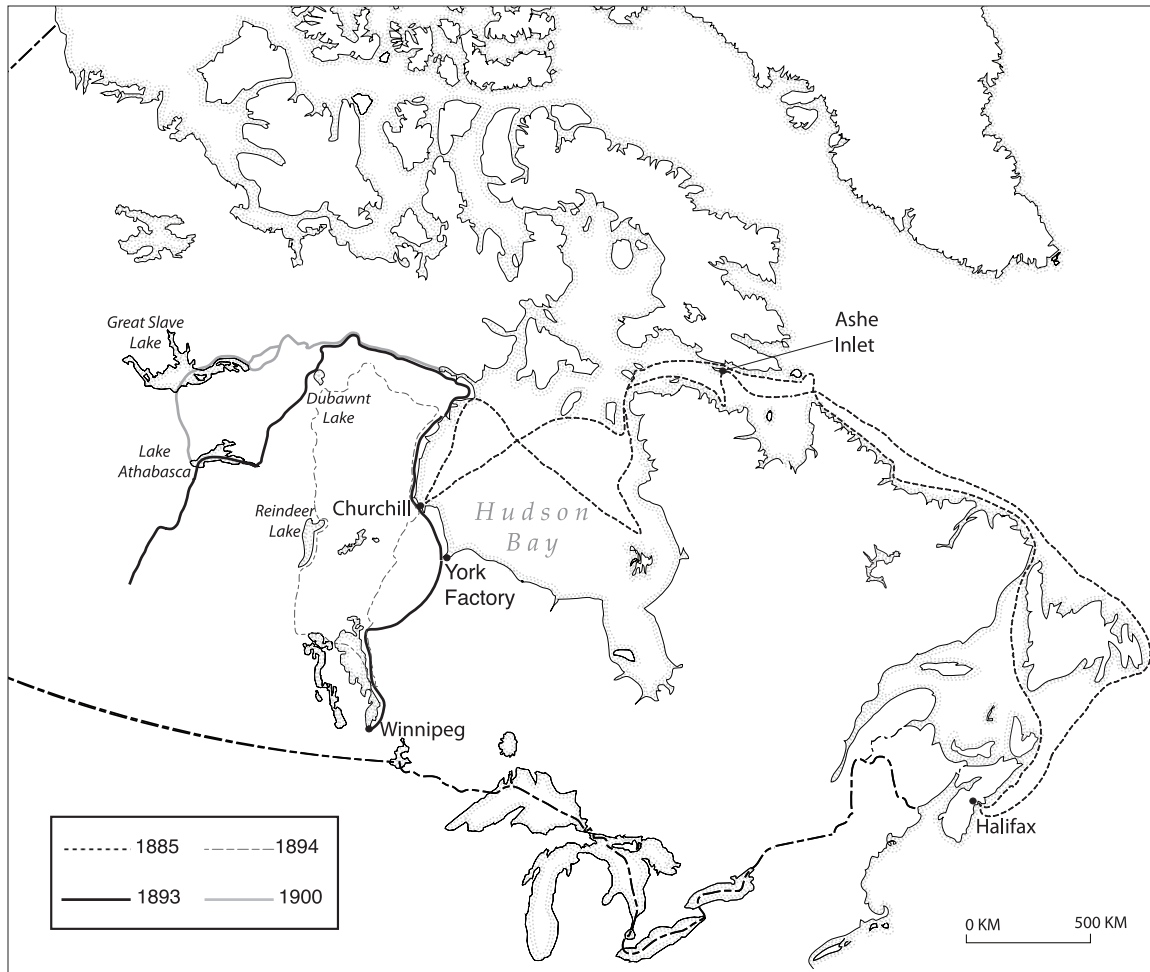 Great Slave
Lake
Ashe
Inlet
Dubawnt
Lake
Lake
Athabasca
Reindeer
Lake
Churchill
Hudson
Bay
York
Factory
Winnipeg
Halifax
1885
1894
1893
1900
0 KM
500 KM